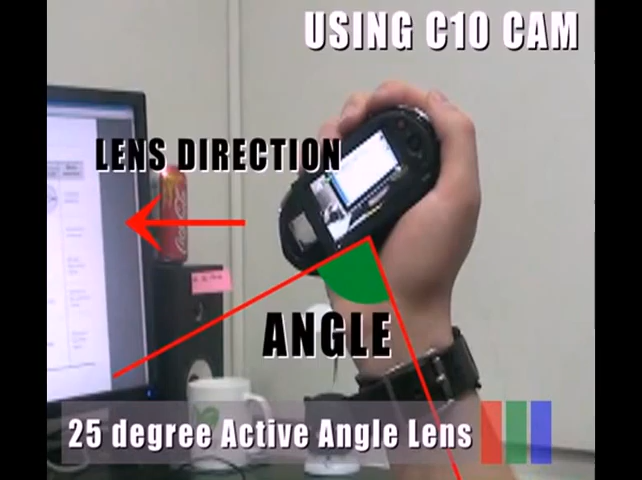 USING C10 CAM
LENS DIRECTION
ANGLE
25 degree Active Angle Lens